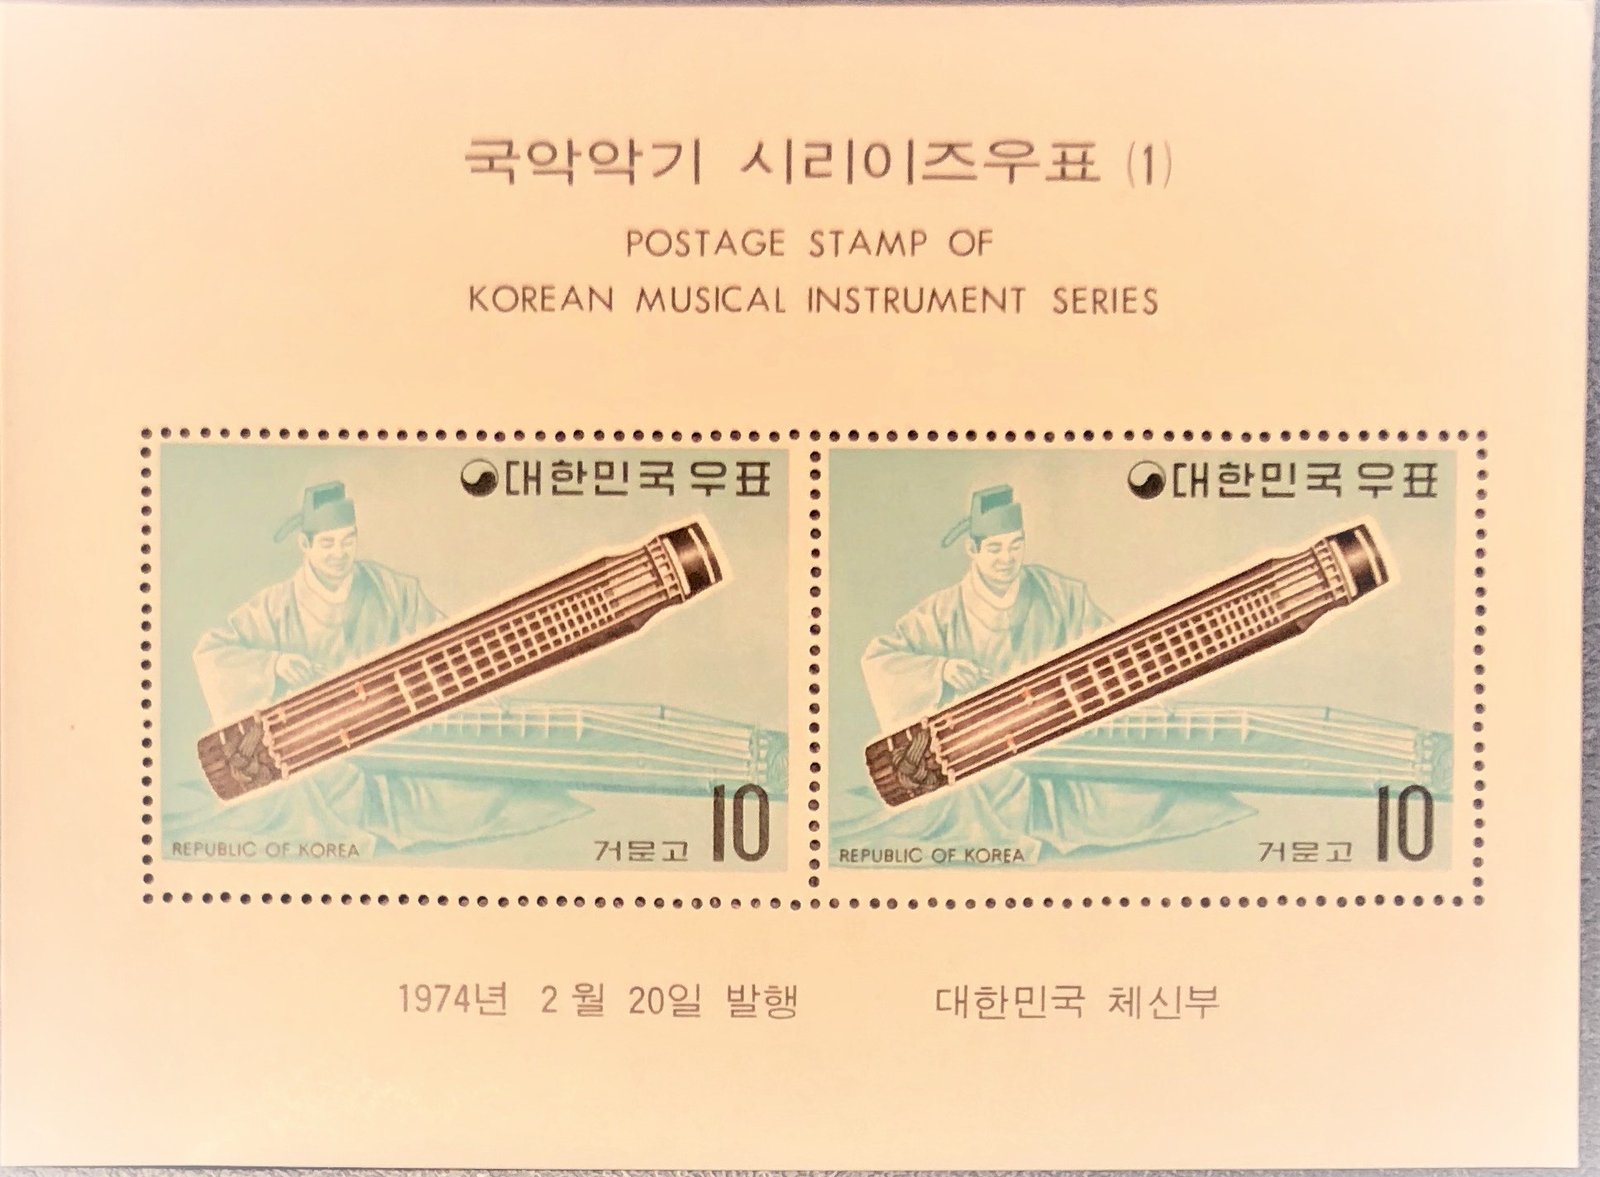 국악악기 시리이즈우표 (1)
POSTAGE STAMP OF
KOREAN MUSICAL INSTRUMENT SERIES
대한민국 우표
REPUBLIC OF KOREA
거문고 10
대한민국 우표
REPUBLIC OF KOREA
거문고 10
1974년 2월 20일 발행 대한민국 체신부